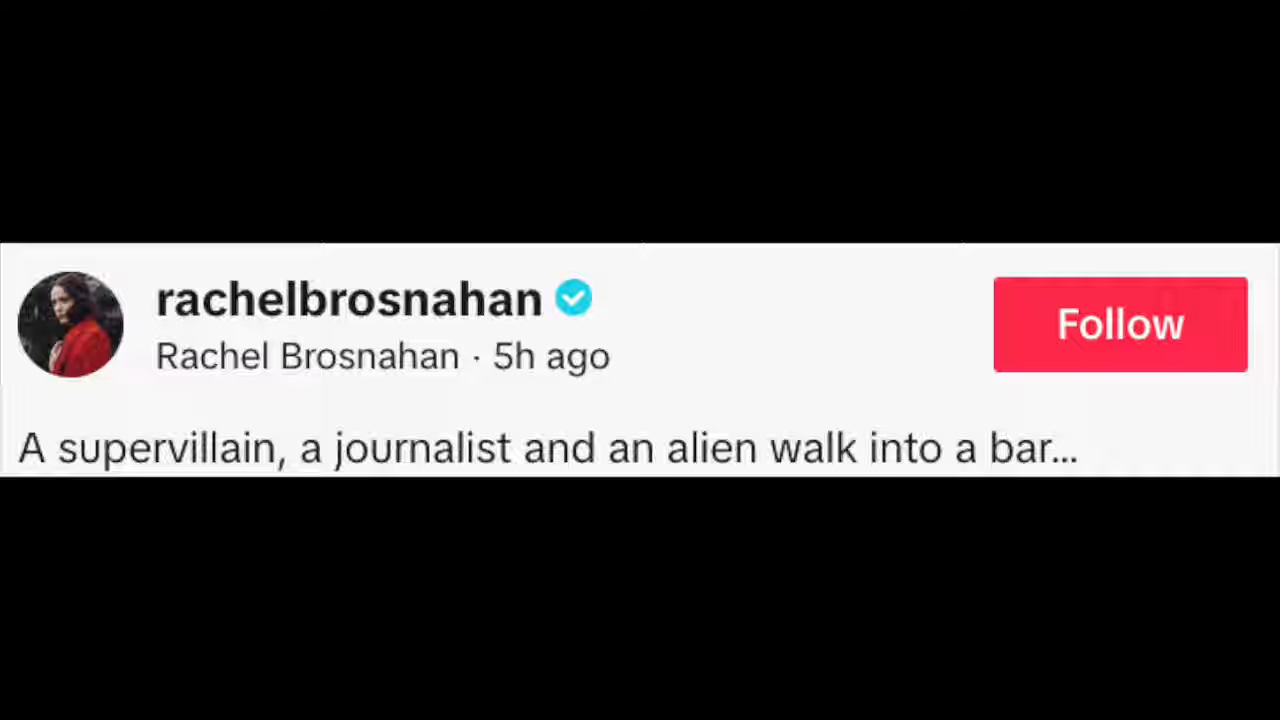 rachelbrosnahan
Rachel Brosnahan · 5h ago
Follow
A supervillain, a journalist and an alien walk into a bar...